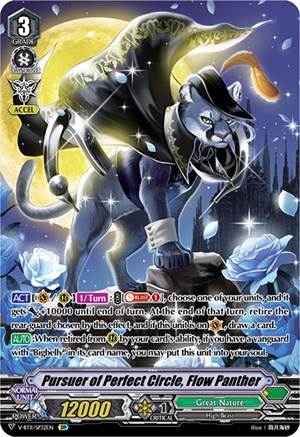 3
GRADE
ACCEL
ACT 1/Turn : SOUL BLAST 1, choose one of your units, and it
gets +10000 until end of turn. At the end of that turn, retire the
rear-guard chosen by this effect, and if this unit is on , draw a card.
AUTO:When retired from by your card's ability, if you have a vanguard
with "Bigbelly" in its card name, you may put this unit into your soul.
NORMAL
UNIT
Pursuer of Perfect Circle, Flow Panther
POWER
12000
1
CRITICAL
Great Nature
High Beast
V-BT11/SP32EN SP